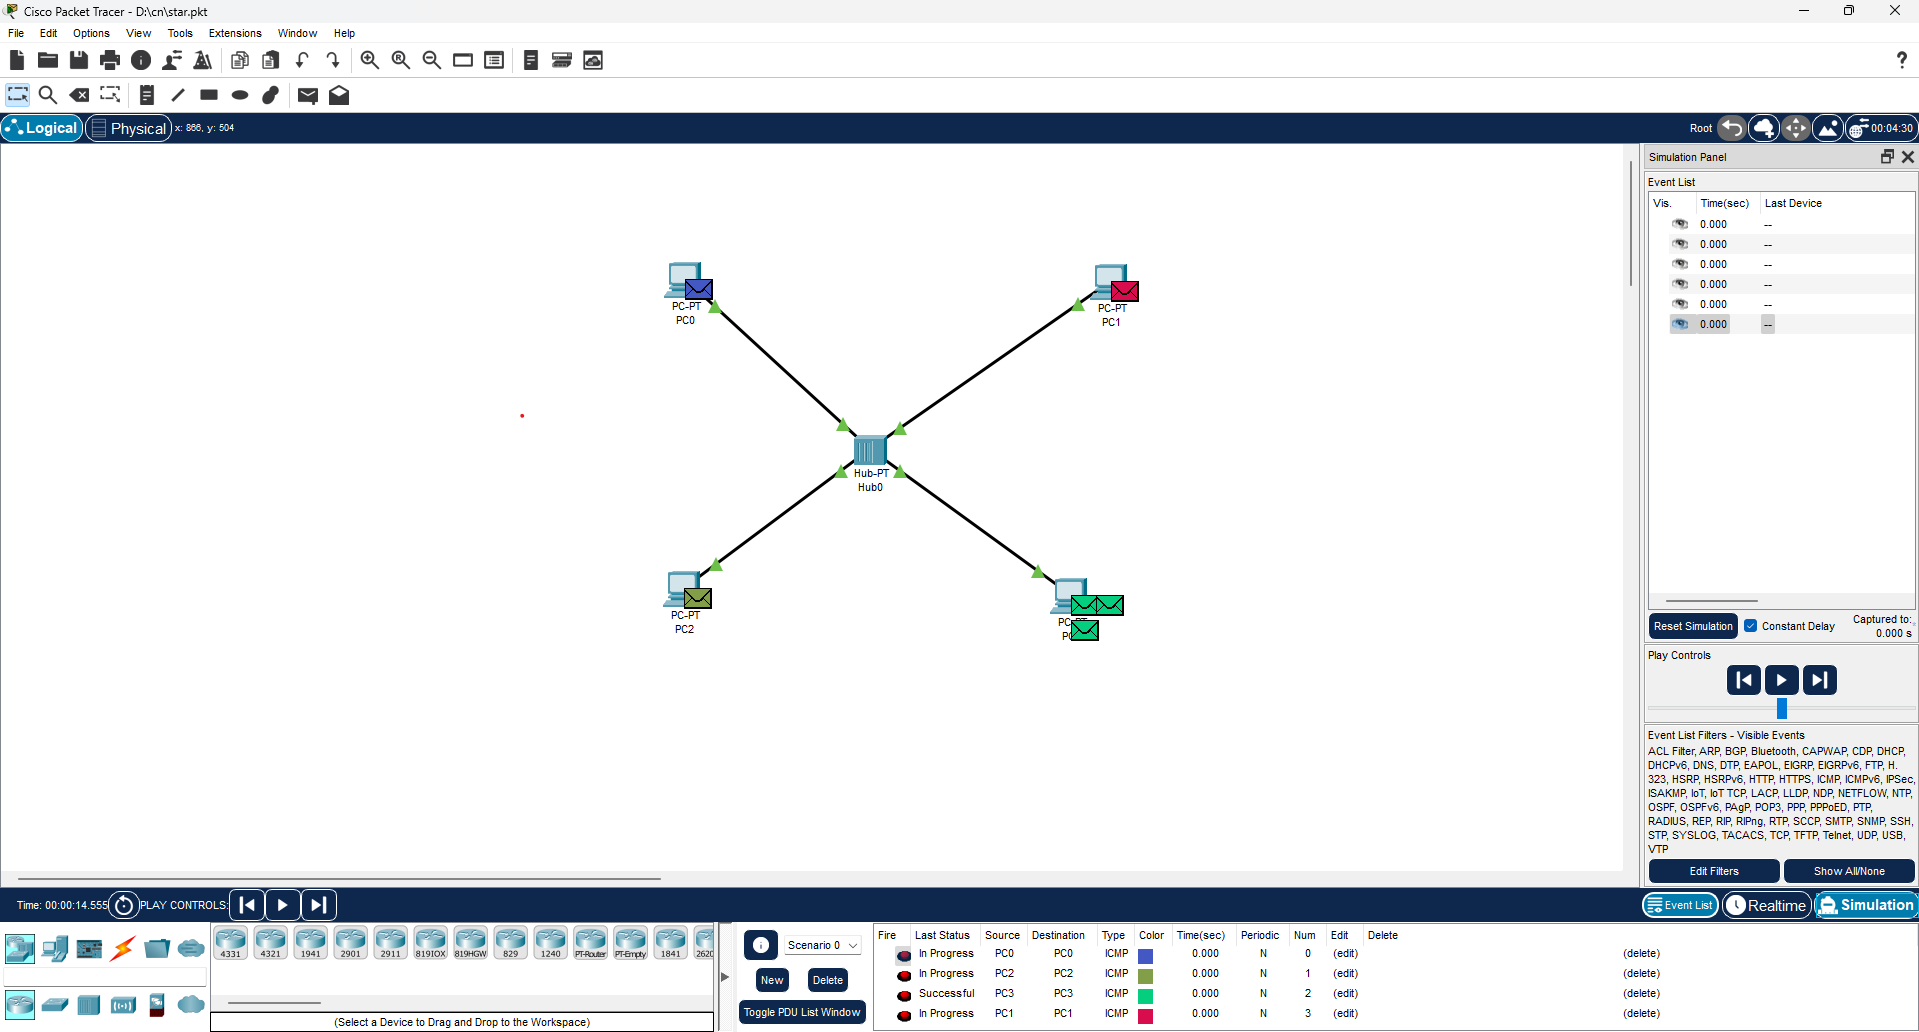 Cisco Packet Tracer - D:\cn\star.pkt
File Edit Options View Tools Extensions Window Help
Logical Physical x: 866, y: 504 Root 00:04:30
Simulation Panel
Event List
Vis. Time(sec) Last Device
0.000 --
0.000 --
0.000 --
0.000 --
0.000 --
0.000 --
PC-PT
PC0
PC-PT
PC1
Hub-PT
Hub0
PC-PT
PC2
Reset Simulation Constant Delay Captured to:
0.000 s
Play Controls
Event List Filters - Visible Events
ACL Filter, ARP, BGP, Bluetooth, CAPWAP, CDP, DHCP,
DHCPv6, DNS, DTP, EAPOL, EIGRP, EIGRPv6, FTP, H.
323, HSRP, HSRPv6, HTTP, HTTPS, ICMP, ICMPv6, IPSec,
ISAKMP, IoT, IoT TCP, LACP, LLDP, NDP, NETFLOW, NTP,
OSPF, OSPFv6, PAgP, POP3, PPP, PPPoED, PTP,
RADIUS, REP, RIP, RIPng, RTP, SCCP, SMTP, SNMP, SSH,
STP, SYSLOG, TACACS, TCP, TFTP, Telnet, UDP, USB,
VTP
Edit Filters Show All/None
Time: 00:00:14.555 PLAY CONTROLS: Event List Realtime Simulation
4331 4321 1941 2901 2911 819IOX 819HGW 829 1240 PT-Router PT-Empty 1841 2620
(Select a Device to Drag and Drop to the Workspace)
Scenario 0
New Delete
Toggle PDU List Window
Fire Last Status Source Destination Type Color Time(sec) Periodic Num Edit Delete
In Progress PC0 PC0 ICMP 0.000 N 0 (edit) (delete)
In Progress PC2 PC2 ICMP 0.000 N 1 (edit) (delete)
Successful PC3 PC3 ICMP 0.000 N 2 (edit) (delete)
In Progress PC1 PC1 ICMP 0.000 N 3 (edit) (delete)